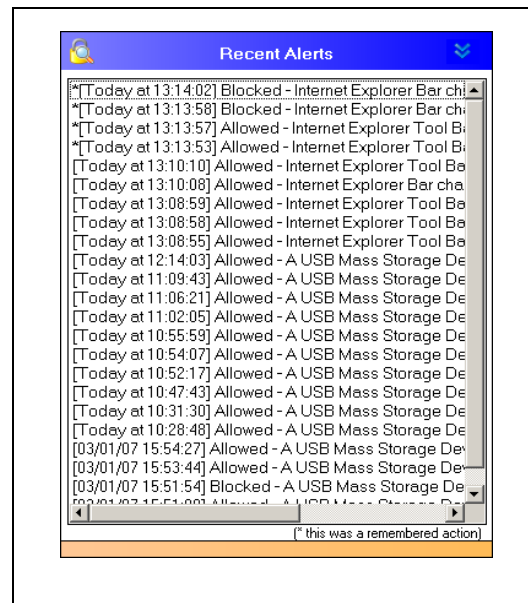 Recent Alerts
*[Today at 13:14:02] Blocked - Internet Explorer Bar ch
*[Today at 13:13:58] Blocked - Internet Explorer Bar cha
*[Today at 13:13:57] Allowed - Internet Explorer Tool Ba
*[Today at 13:13:53] Allowed - Internet Explorer Tool Ba
[Today at 13:10:10] Allowed - Internet Explorer Tool Ba
[Today at 13:10:08] Allowed - Internet Explorer Bar cha
[Today at 13:08:59] Allowed - Internet Explorer Tool Ba
[Today at 13:08:58] Allowed - Internet Explorer Tool Ba
[Today at 13:08:55] Allowed - Internet Explorer Tool Ba
[Today at 12:14:03] Allowed - A USB Mass Storage De
[Today at 11:09:43] Allowed - A USB Mass Storage De
[Today at 11:06:21] Allowed - A USB Mass Storage De
[Today at 11:02:05] Allowed - A USB Mass Storage De
[Today at 10:55:59] Allowed - A USB Mass Storage De
[Today at 10:54:07] Allowed - A USB Mass Storage De
[Today at 10:52:17] Allowed - A USB Mass Storage De
[Today at 10:47:43] Allowed - A USB Mass Storage De
[Today at 10:31:30] Allowed - A USB Mass Storage De
[Today at 10:28:48] Allowed - A USB Mass Storage De
[03/01/07 15:54:27] Allowed - A USB Mass Storage Dev
[03/01/07 15:53:44] Allowed - A USB Mass Storage Dev
[03/01/07 15:51:54] Blocked - A USB Mass Storage De
(* this was a remembered action)